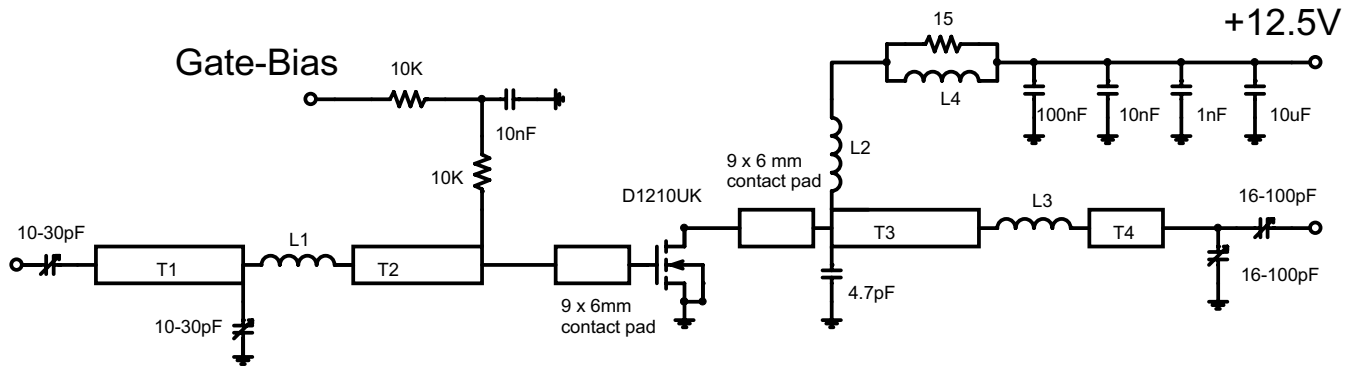 +12.5V
15
Gate-Bias
10K
L4
100nF
10nF
1nF
10uF
10nF
L2
9 x 6 mm
contact pad
10K
D1210UK
L3
16-100pF
10-30pF
L1
T3
T4
T1
T2
16-100pF
4.7pF
9 x 6mm
contact pad
10-30pF